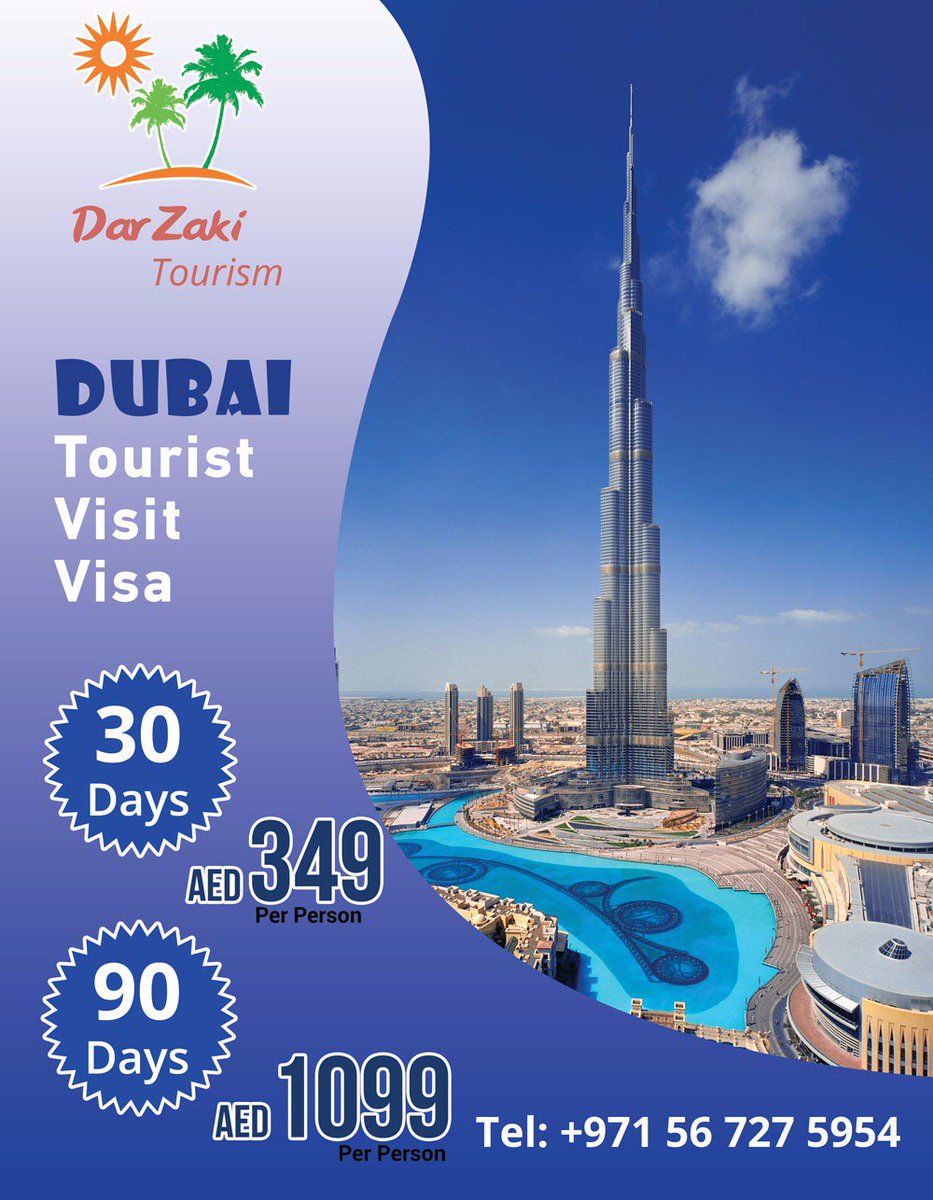 Dar Zaki
Tourism
DUBAI
Tourist
Visit
Visa
30
Days
AED 349
Per Person
90
Days
AED 1099
Per Person
Tel: +971 56 727 5954